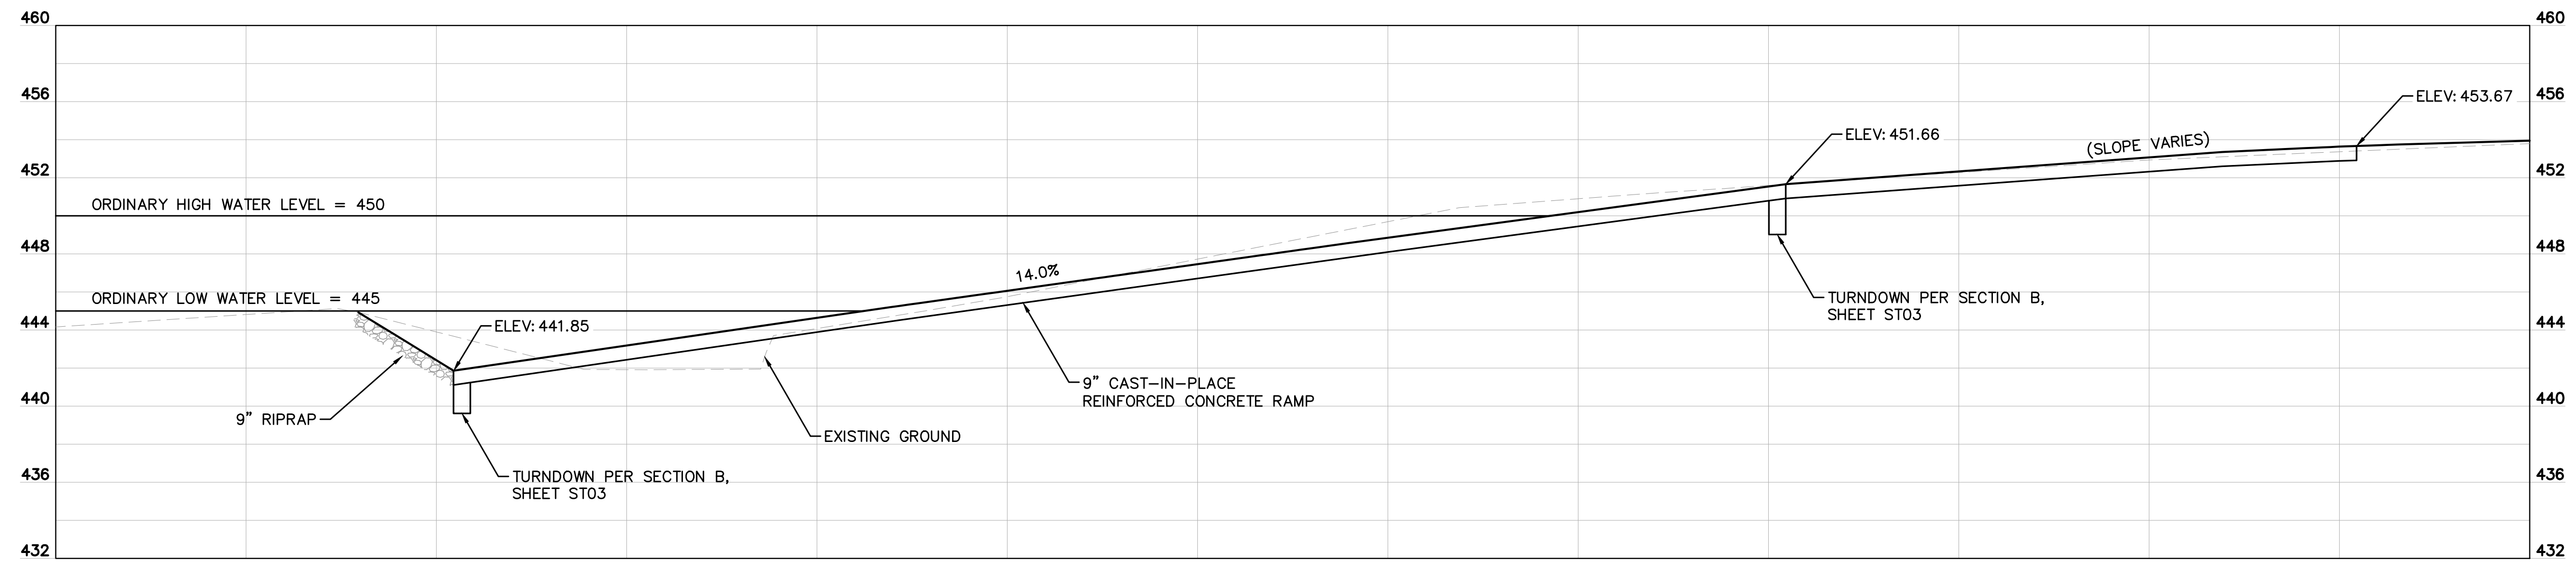 460
460
456
456
ELEV: 453.67
ELEV: 451.66
(SLOPE VARIES)
452
452
ORDINARY HIGH WATER LEVEL = 450
448
448
14.0%
ORDINARY LOW WATER LEVEL = 445
TURNDOWN PER SECTION B,
SHEET ST03
444
444
ELEV: 441.85
9" CAST-IN-PLACE
REINFORCED CONCRETE RAMP
440
440
9" RIPRAP
EXISTING GROUND
436
436
TURNDOWN PER SECTION B,
SHEET ST03
432
432